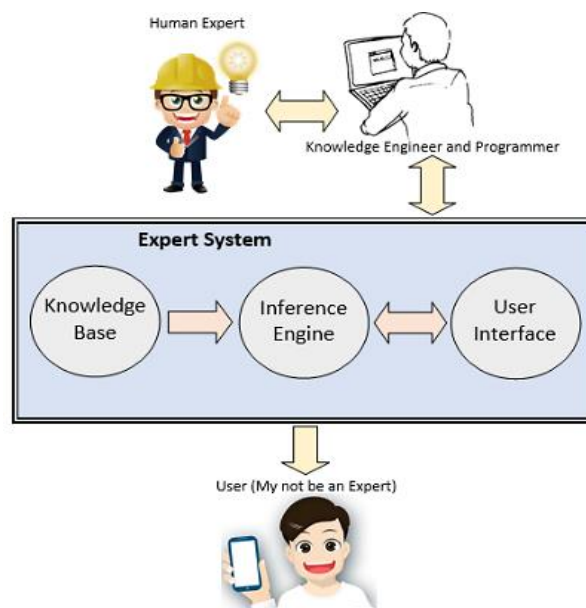 Human Expert
Knowledge Engineer and Programmer
Expert System
Knowledge
Base
Inference
Engine
User
Interface
User (My not be an Expert)